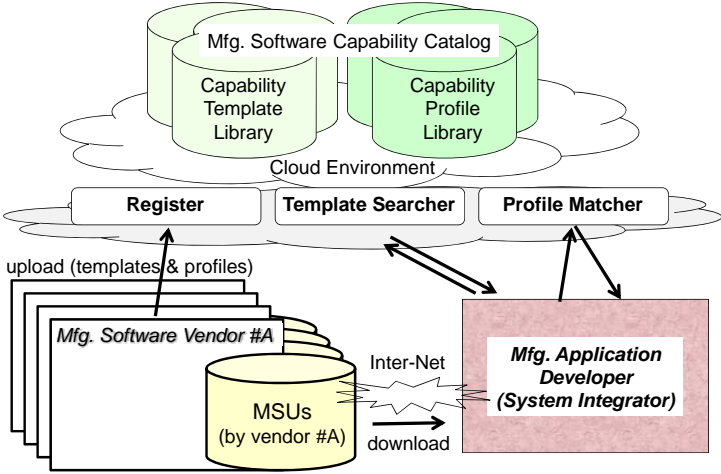 Mfg. Software Capability Catalog
Capability
Template
Library
Capability
Profile
Library
Cloud Environment
Register
Template Searcher
Profile Matcher
upload (templates & profiles)
Mfg. Software Vendor #A
MSUs
(by vendor #A)
Inter-Net
download
Mfg. Application
Developer
(System Integrator)